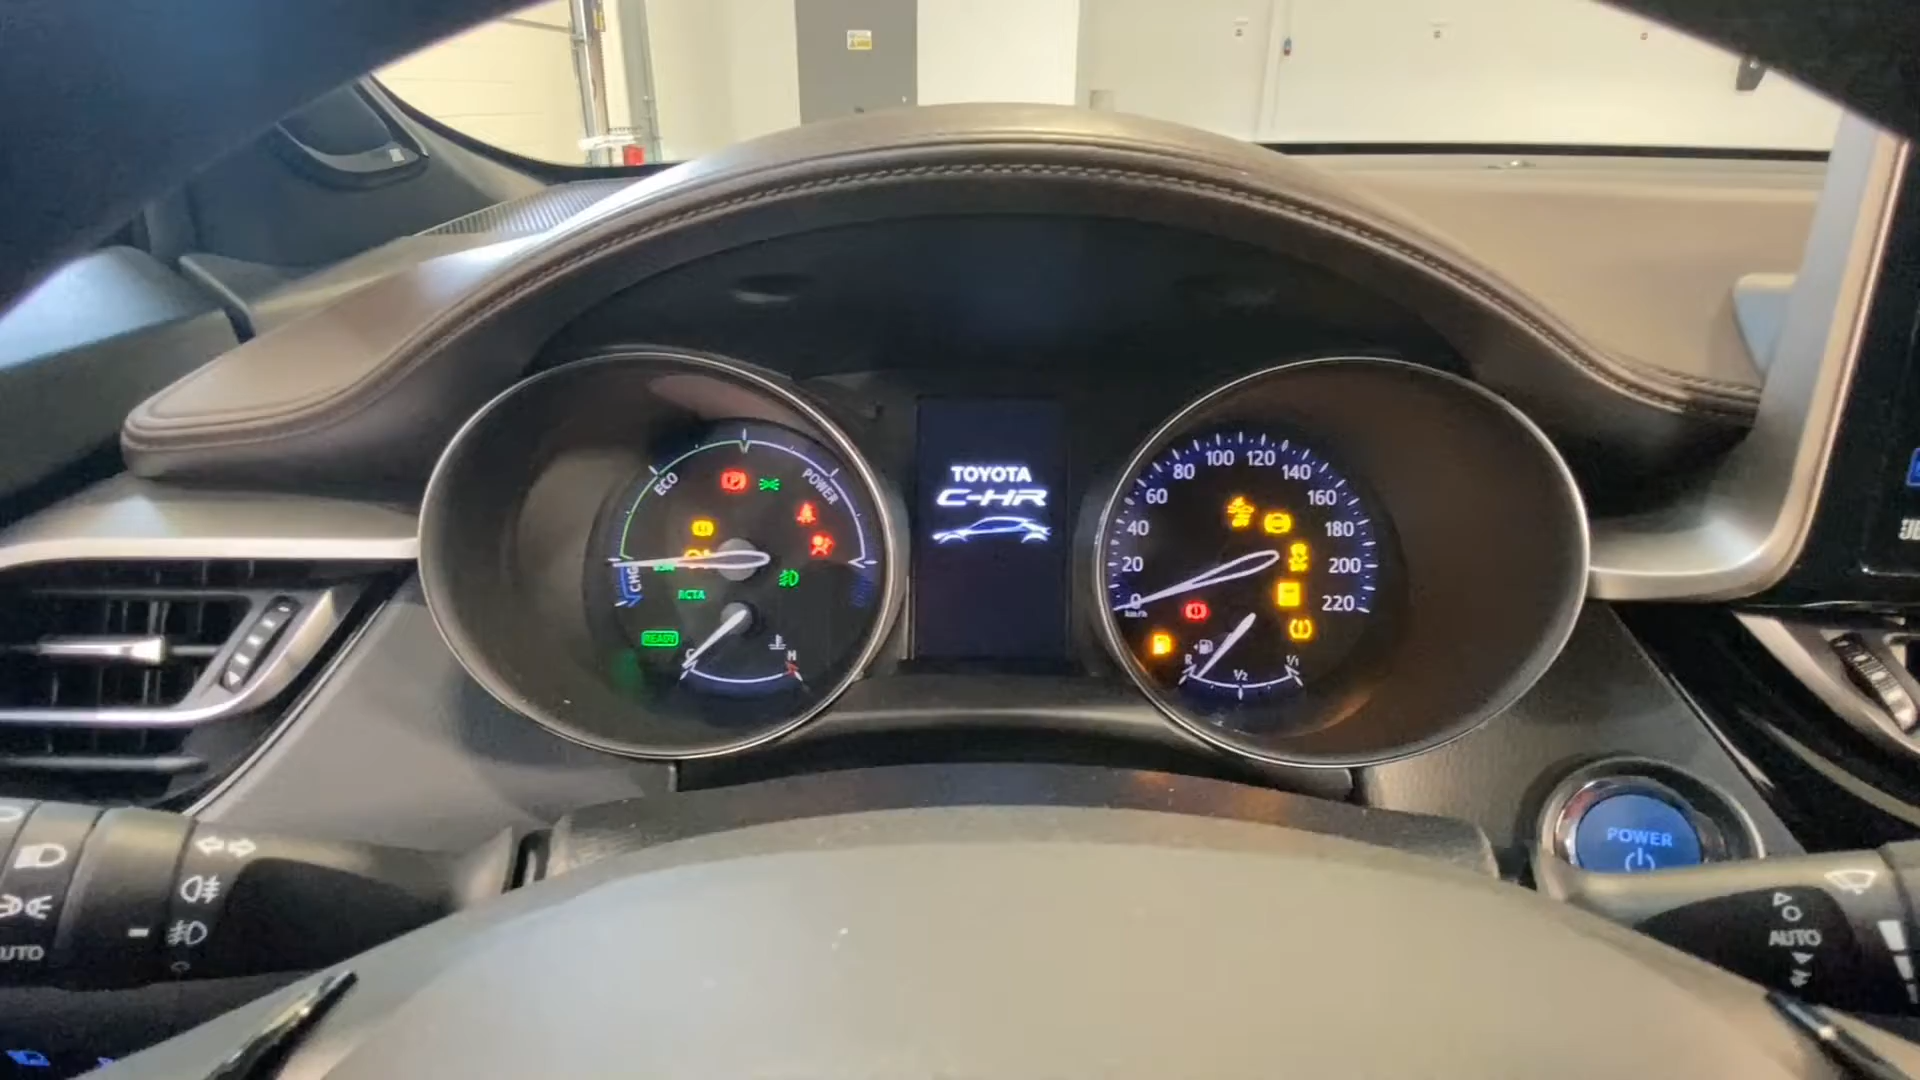 TOYOTA
C-HR
ECO
POWER
CHG
RCTA
READY
C
H
0
20
40
60
80
100
120
140
160
180
200
220
km/h
R
1/2
1/1
POWER
AUTO
AUTO